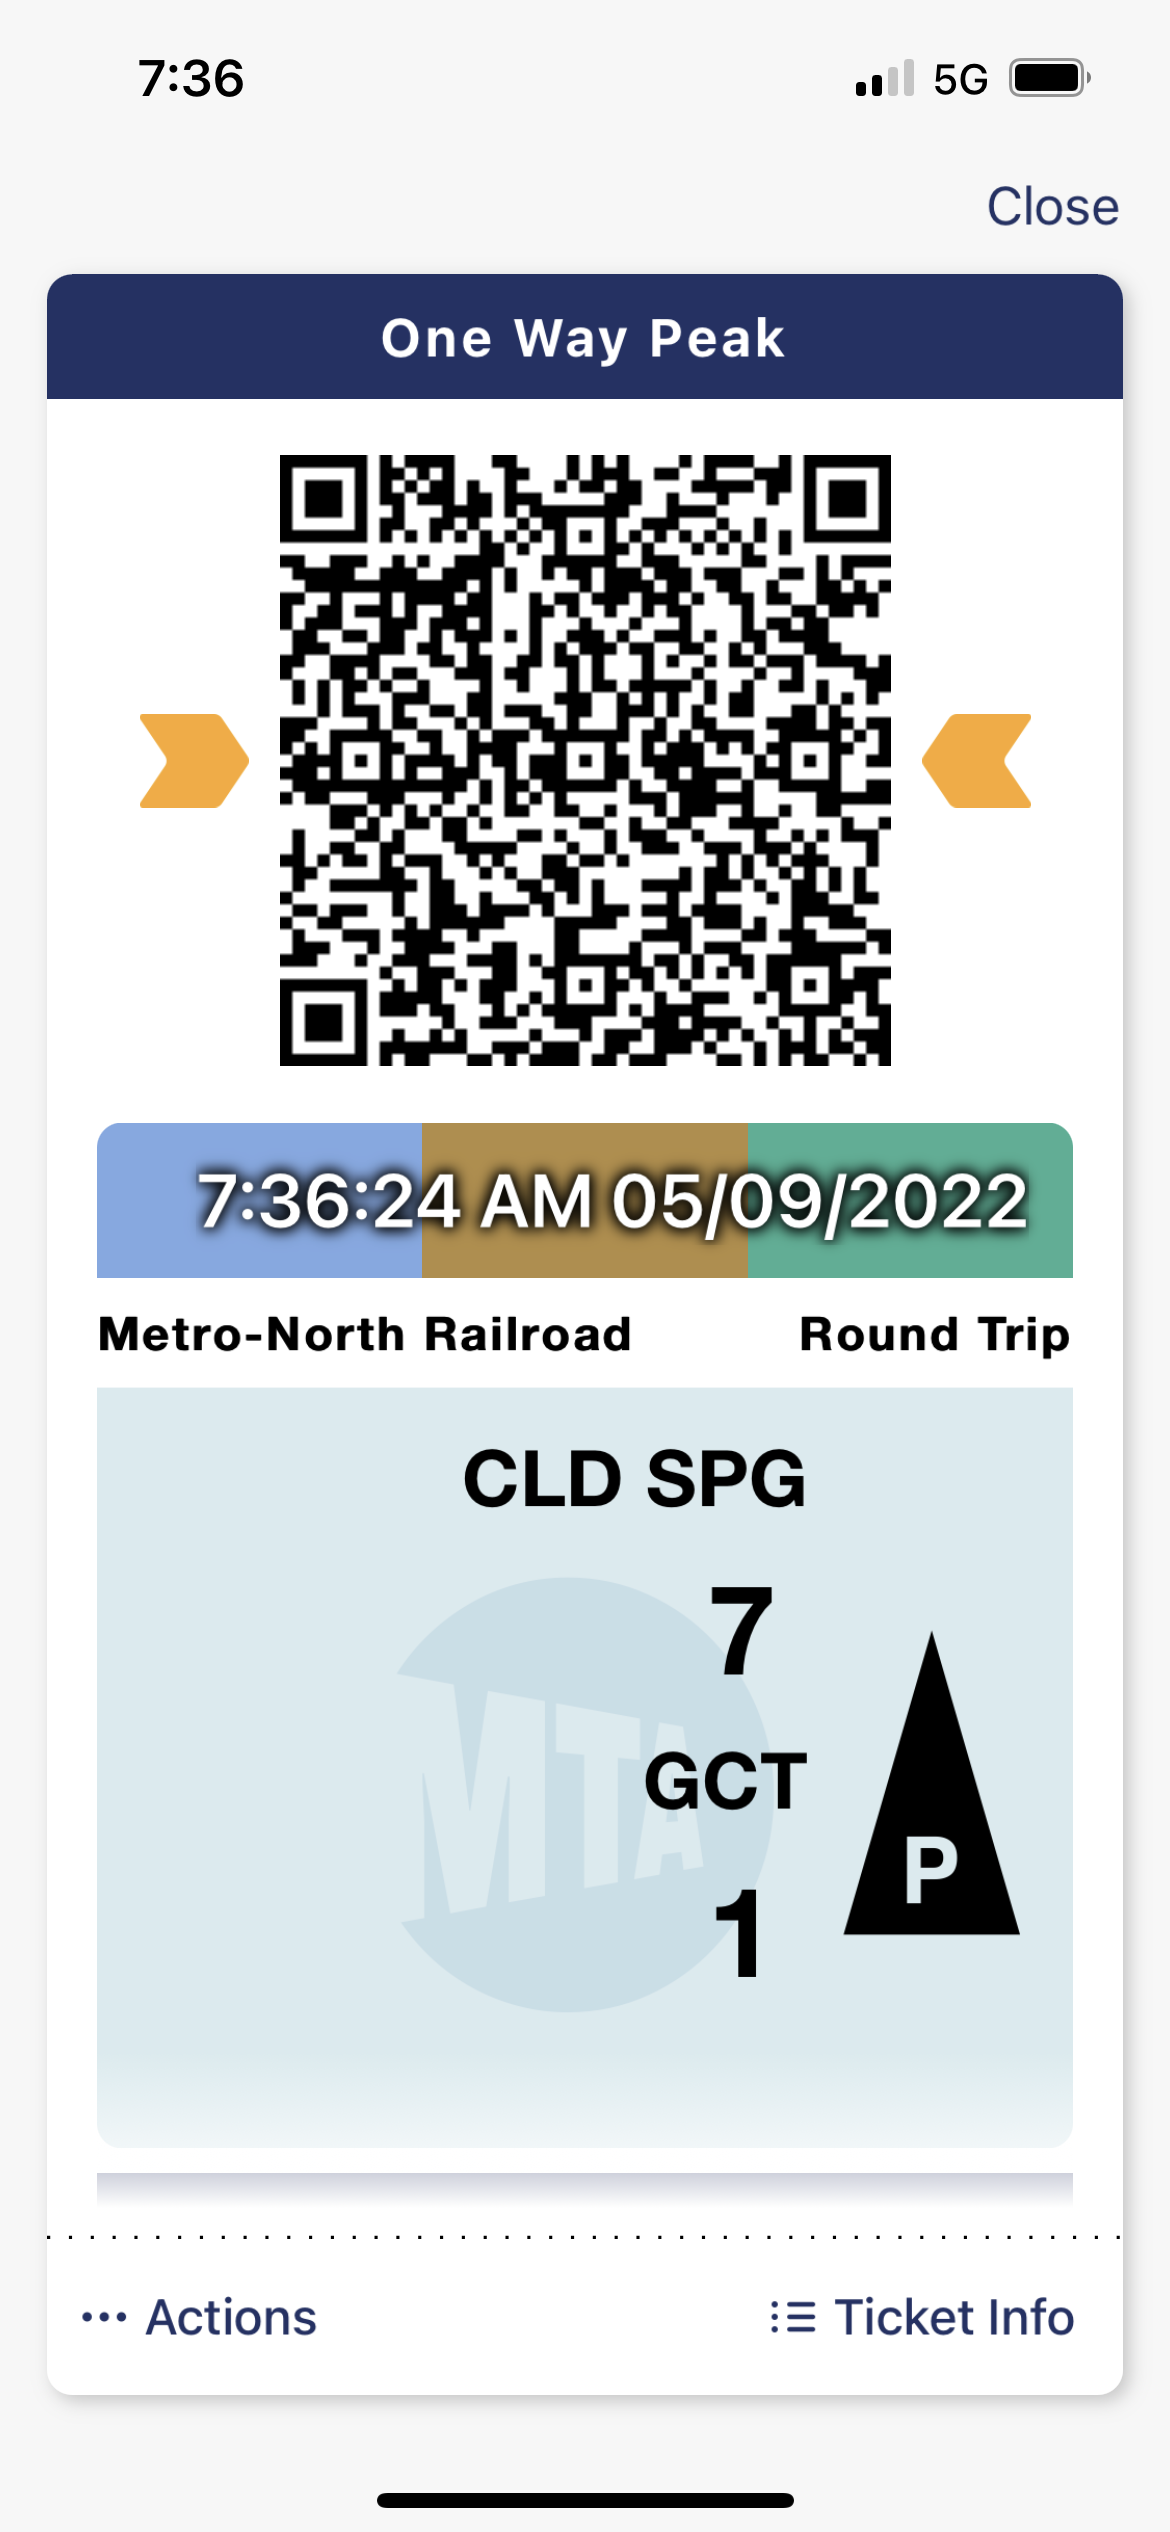 7:36 5G
Close
One Way Peak
7:36:24 AM 05/09/2022
Metro-North Railroad Round Trip
CLD SPG
7
MTA
GCT
P
1
Actions Ticket Info